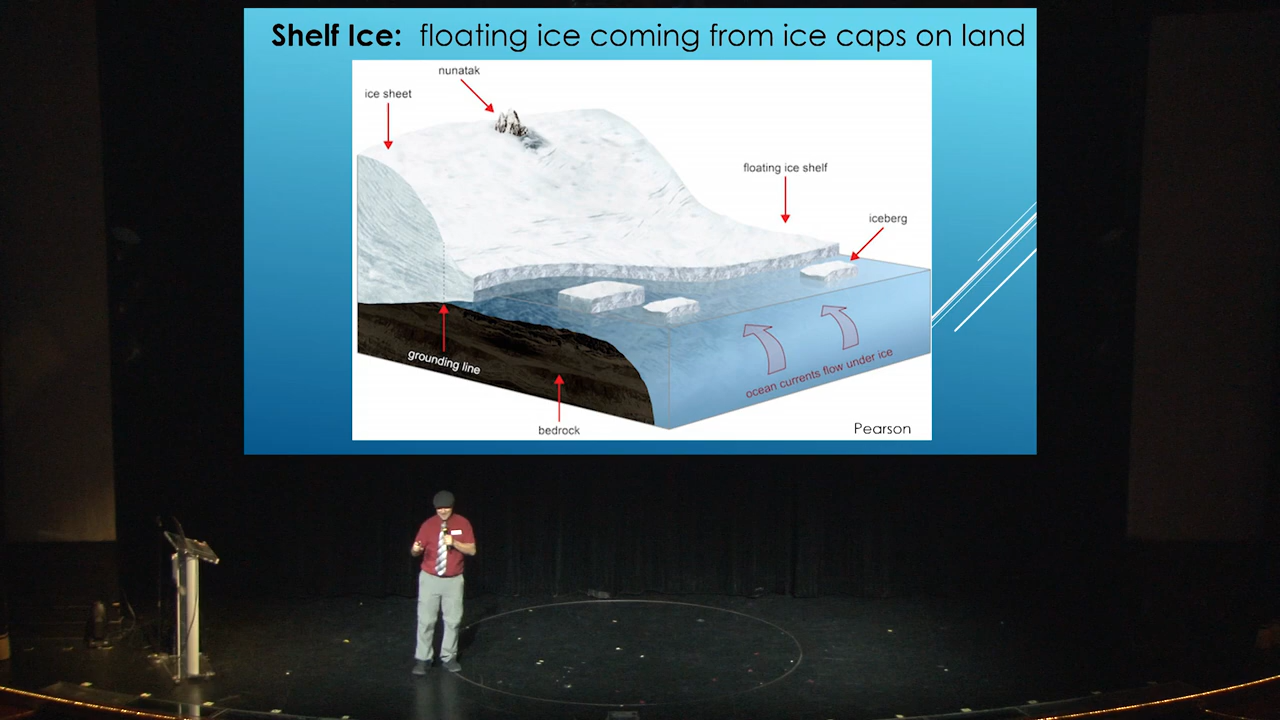 Shelf Ice: floating ice coming from ice caps on land
nunatak
ice sheet
floating ice shelf
iceberg
grounding line
ocean currents flow under ice
bedrock
Pearson